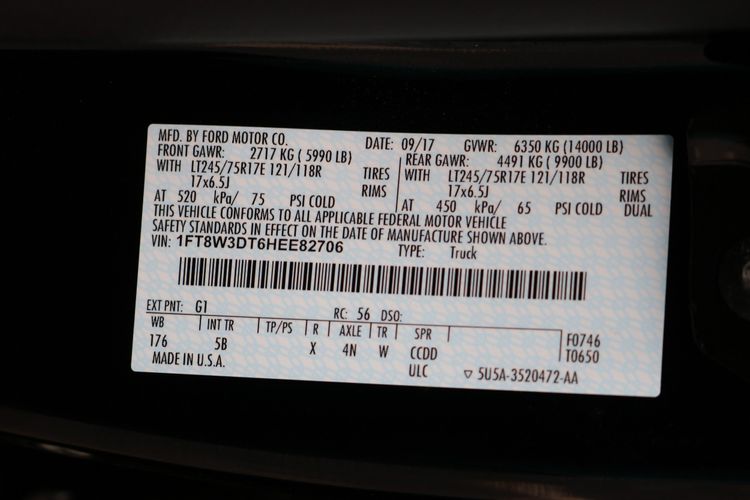 MFD. BY FORD MOTOR CO. DATE: 09/17 GVWR: 6350 KG (14000 LB)
FRONT GAWR: 2717 KG ( 5990 LB) REAR GAWR: 4491 KG ( 9900 LB)
WITH LT245/75R17E 121/118R TIRES WITH LT245/75R17E 121/118R TIRES
17x6.5J RIMS 17x6.5J RIMS
AT 520 kPa/ 75 PSI COLD AT 450 kPa/ 65 PSI COLD DUAL
THIS VEHICLE CONFORMS TO ALL APPLICABLE FEDERAL MOTOR VEHICLE
SAFETY STANDARDS IN EFFECT ON THE DATE OF MANUFACTURE SHOWN ABOVE.
VIN: 1FT8W3DT6HEE82706 TYPE: Truck
EXT PNT: G1 RC: 56 DSO:
WB INT TR TP/PS R AXLE TR SPR F0746
176 5B X 4N W CCDD T0650
MADE IN U.S.A. ULC ▽ 5U5A-3520472-AA